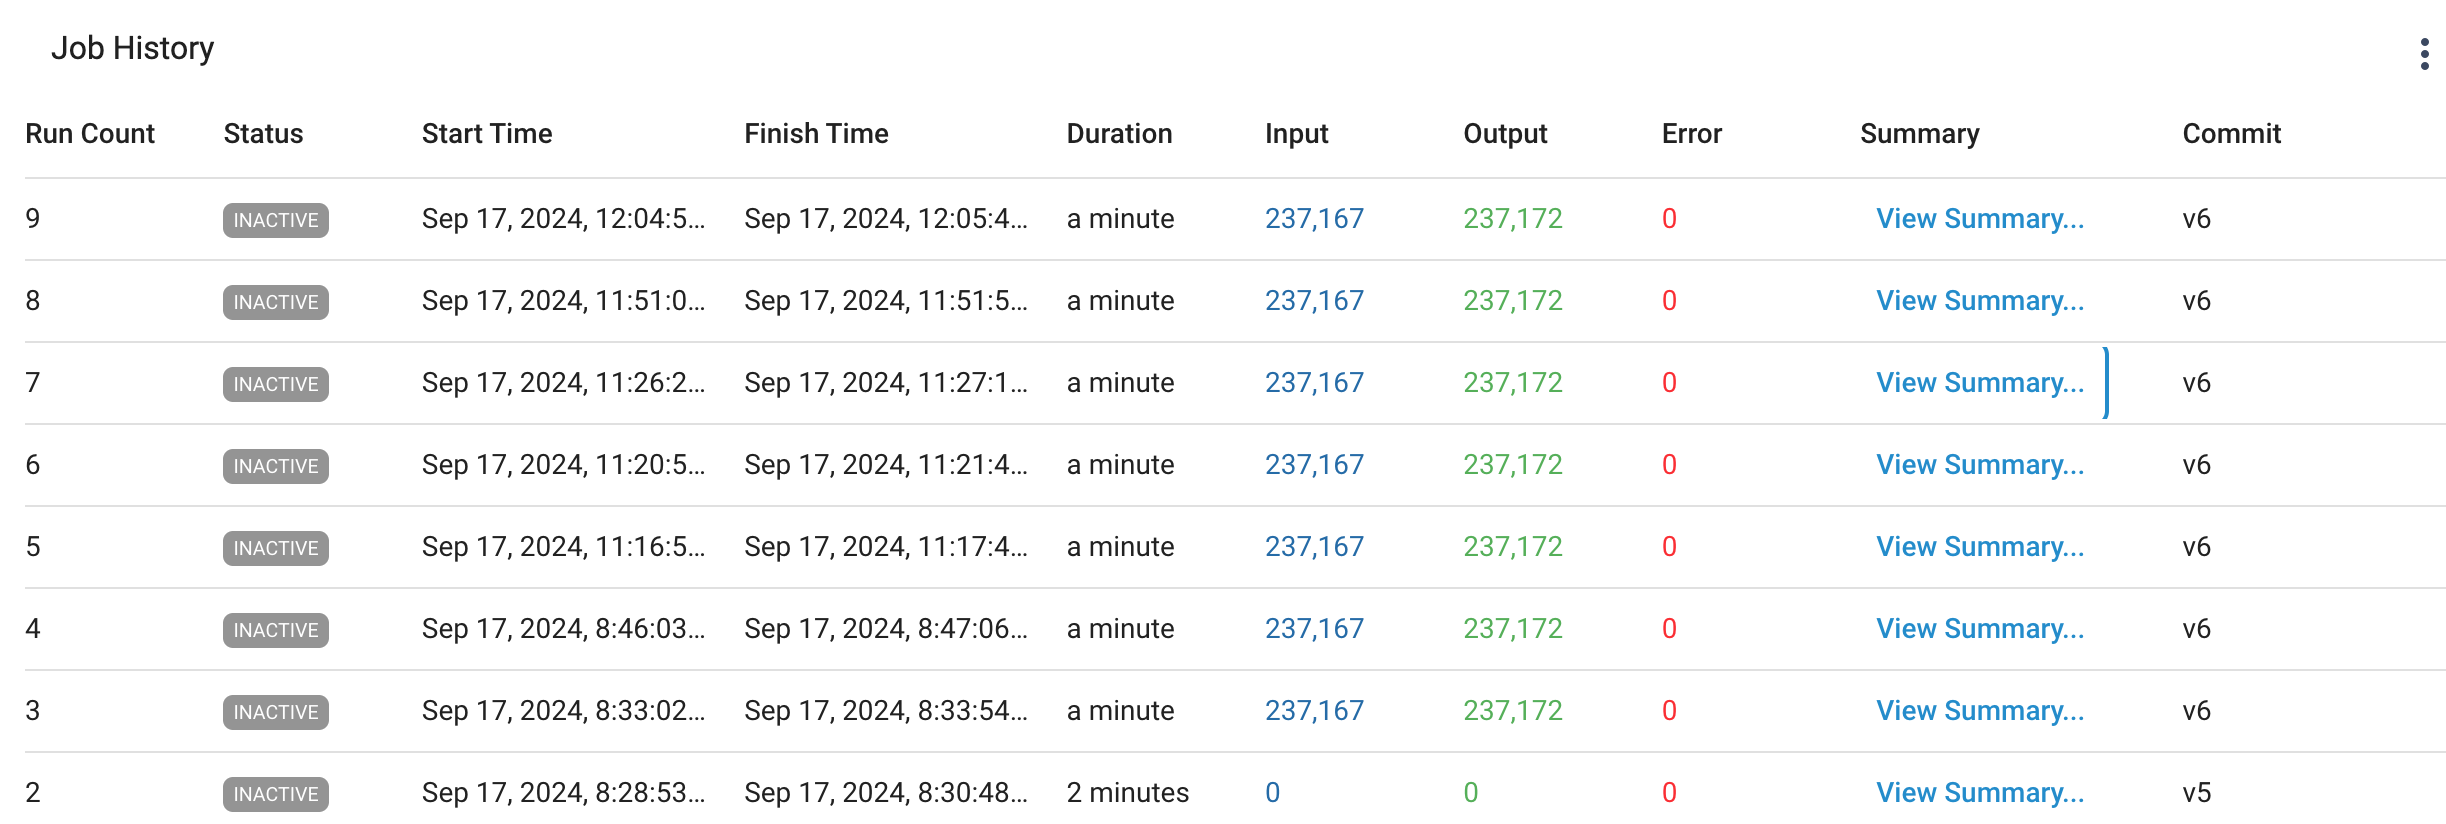 Job History
Run Count Status Start Time Finish Time Duration Input Output Error Summary Commit
9 INACTIVE Sep 17, 2024, 12:04:5... Sep 17, 2024, 12:05:4... a minute 237,167 237,172 0 View Summary... v6
8 INACTIVE Sep 17, 2024, 11:51:0... Sep 17, 2024, 11:51:5... a minute 237,167 237,172 0 View Summary... v6
7 INACTIVE Sep 17, 2024, 11:26:2... Sep 17, 2024, 11:27:1... a minute 237,167 237,172 0 View Summary... v6
6 INACTIVE Sep 17, 2024, 11:20:5... Sep 17, 2024, 11:21:4... a minute 237,167 237,172 0 View Summary... v6
5 INACTIVE Sep 17, 2024, 11:16:5... Sep 17, 2024, 11:17:4... a minute 237,167 237,172 0 View Summary... v6
4 INACTIVE Sep 17, 2024, 8:46:03... Sep 17, 2024, 8:47:06... a minute 237,167 237,172 0 View Summary... v6
3 INACTIVE Sep 17, 2024, 8:33:02... Sep 17, 2024, 8:33:54... a minute 237,167 237,172 0 View Summary... v6
2 INACTIVE Sep 17, 2024, 8:28:53... Sep 17, 2024, 8:30:48... 2 minutes 0 0 0 View Summary... v5